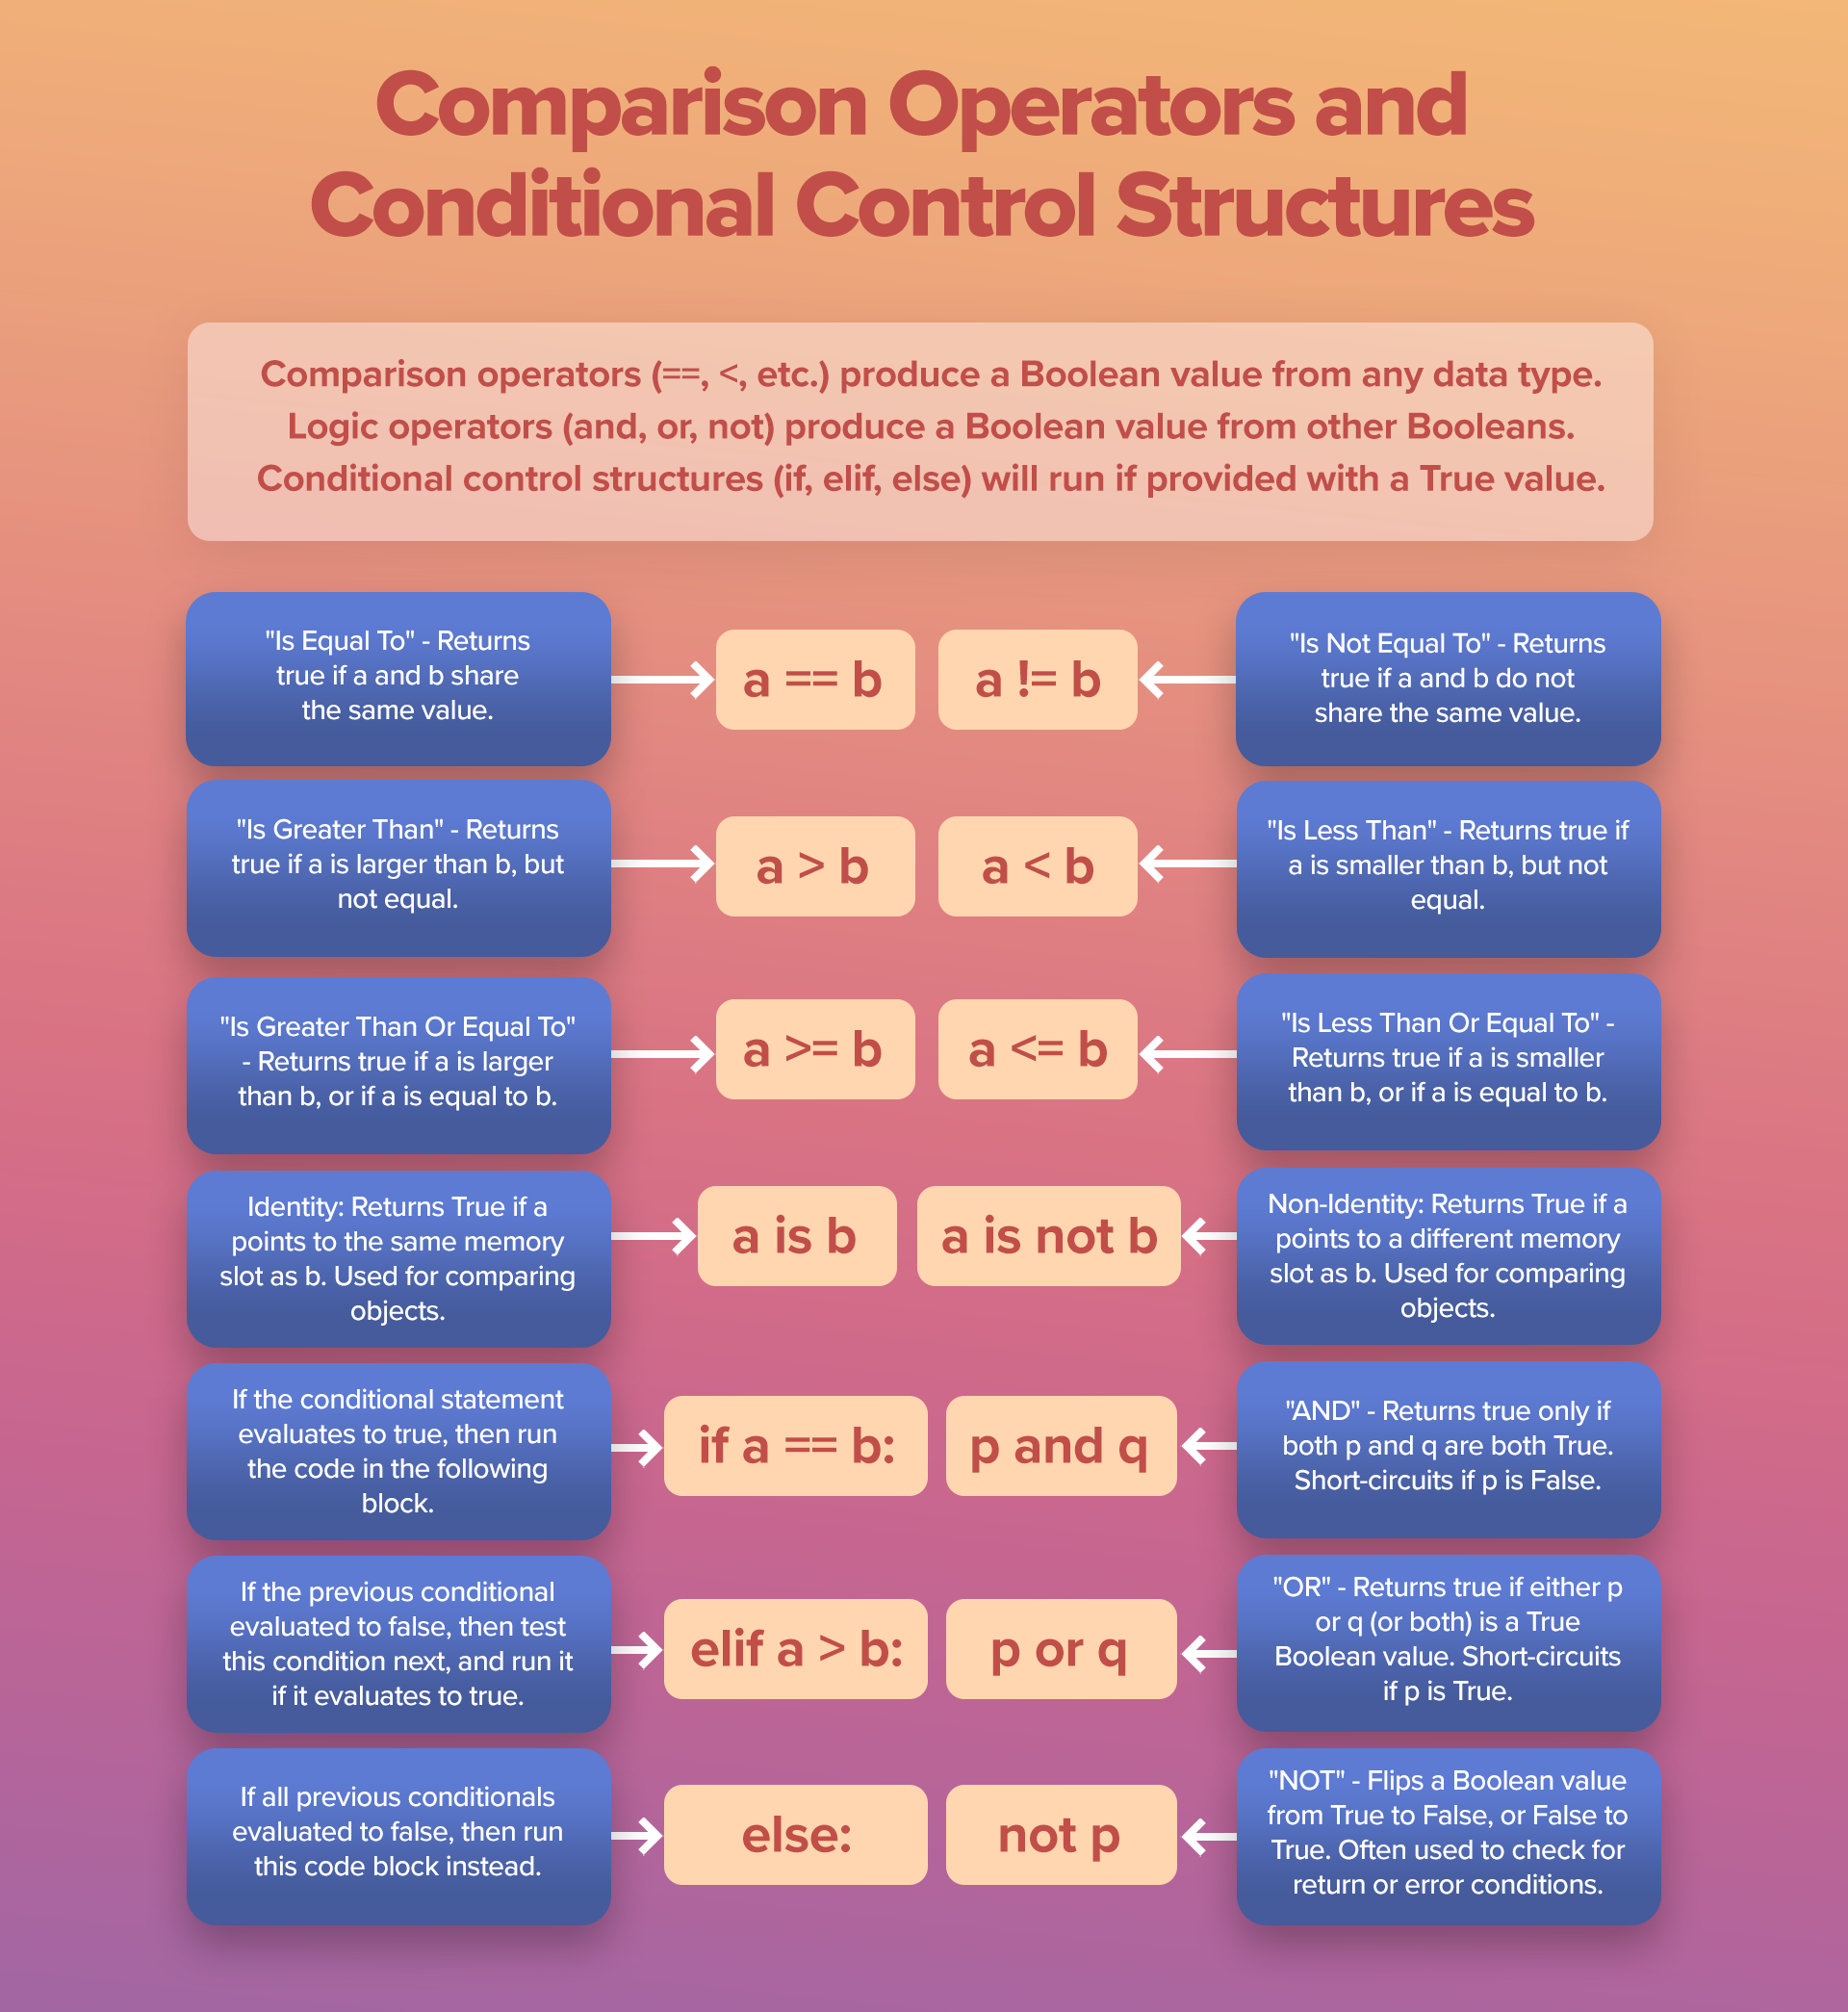 Comparison Operators and
Conditional Control Structures
Comparison operators (==, <, etc.) produce a Boolean value from any data type.
Logic operators (and, or, not) produce a Boolean value from other Booleans.
Conditional control structures (if, elif, else) will run if provided with a True value.
"Is Equal To" - Returns
true if a and b share
the same value.
a == b
a != b
"Is Not Equal To" - Returns
true if a and b do not
share the same value.
"Is Greater Than" - Returns
true if a is larger than b, but
not equal.
a > b
a < b
"Is Less Than" - Returns true if
a is smaller than b, but not
equal.
"Is Greater Than Or Equal To"
- Returns true if a is larger
than b, or if a is equal to b.
a >= b
a <= b
"Is Less Than Or Equal To" -
Returns true if a is smaller
than b, or if a is equal to b.
Identity: Returns True if a
points to the same memory
slot as b. Used for comparing
objects.
a is b
a is not b
Non-Identity: Returns True if a
points to a different memory
slot as b. Used for comparing
objects.
If the conditional statement
evaluates to true, then run
the code in the following
block.
if a == b:
p and q
"AND" - Returns true only if
both p and q are both True.
Short-circuits if p is False.
If the previous conditional
evaluated to false, then test
this condition next, and run it
if it evaluates to true.
elif a > b:
p or q
"OR" - Returns true if either p
or q (or both) is a True
Boolean value. Short-circuits
if p is True.
If all previous conditionals
evaluated to false, then run
this code block instead.
else:
not p
"NOT" - Flips a Boolean value
from True to False, or False to
True. Often used to check for
return or error conditions.